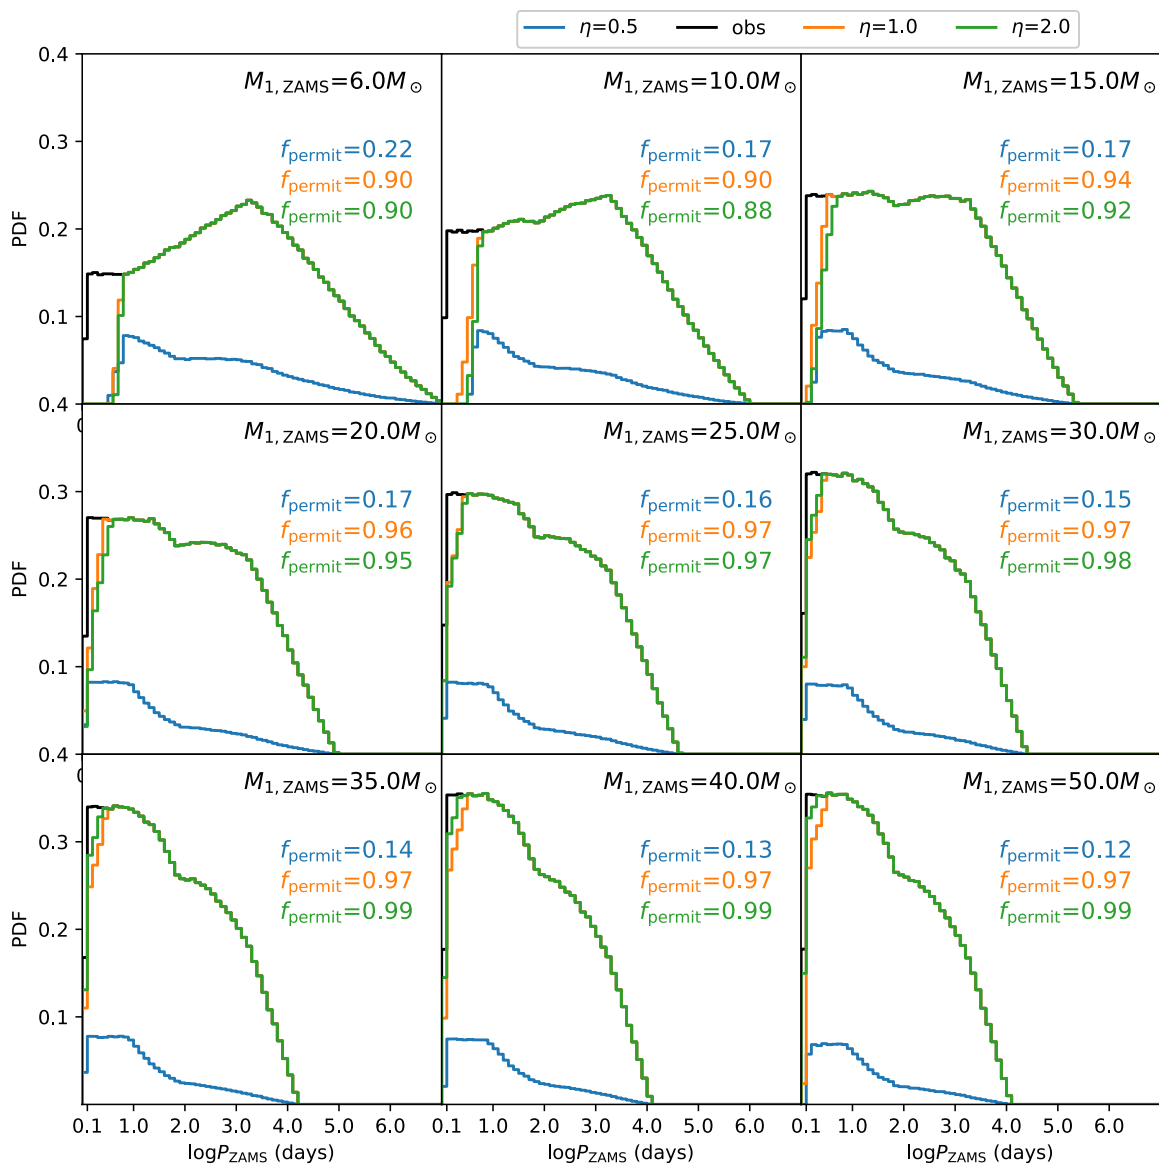 η=0.5 obs η=1.0 η=2.0
0.4
0.3
0.2
0.1
0.4
0.3
0.2
0.1
0.4
0.3
0.2
0.1
PDF
PDF
PDF
M1, ZAMS=6.0M⊙
fpermit=0.22
fpermit=0.90
fpermit=0.90
M1, ZAMS=10.0M⊙
fpermit=0.17
fpermit=0.90
fpermit=0.88
M1, ZAMS=15.0M⊙
fpermit=0.17
fpermit=0.94
fpermit=0.92
M1, ZAMS=20.0M⊙
fpermit=0.17
fpermit=0.96
fpermit=0.95
M1, ZAMS=25.0M⊙
fpermit=0.16
fpermit=0.97
fpermit=0.97
M1, ZAMS=30.0M⊙
fpermit=0.15
fpermit=0.97
fpermit=0.98
M1, ZAMS=35.0M⊙
fpermit=0.14
fpermit=0.97
fpermit=0.99
M1, ZAMS=40.0M⊙
fpermit=0.13
fpermit=0.97
fpermit=0.99
M1, ZAMS=50.0M⊙
fpermit=0.12
fpermit=0.97
fpermit=0.99
0.1 1.0 2.0 3.0 4.0 5.0 6.0
0.1 1.0 2.0 3.0 4.0 5.0 6.0
0.1 1.0 2.0 3.0 4.0 5.0 6.0
logPZAMS (days)
logPZAMS (days)
logPZAMS (days)